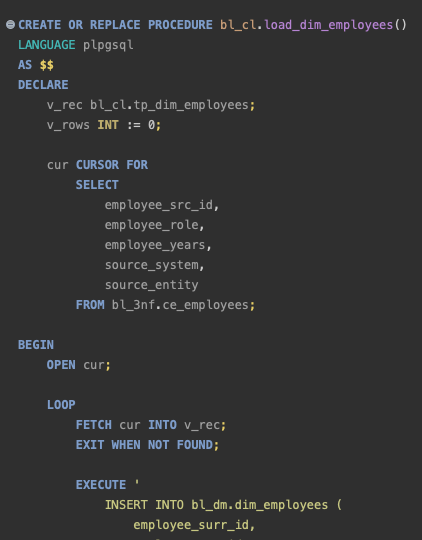 CREATE OR REPLACE PROCEDURE bl_cl.load_dim_employees()
LANGUAGE plpgsql
AS $$
DECLARE
    v_rec bl_cl.tp_dim_employees;
    v_rows INT := 0;

    cur CURSOR FOR
        SELECT
            employee_src_id,
            employee_role,
            employee_years,
            source_system,
            source_entity
        FROM bl_3nf.ce_employees;

BEGIN
    OPEN cur;

    LOOP
        FETCH cur INTO v_rec;
        EXIT WHEN NOT FOUND;

        EXECUTE '
            INSERT INTO bl_dm.dim_employees (
                employee_surr_id,